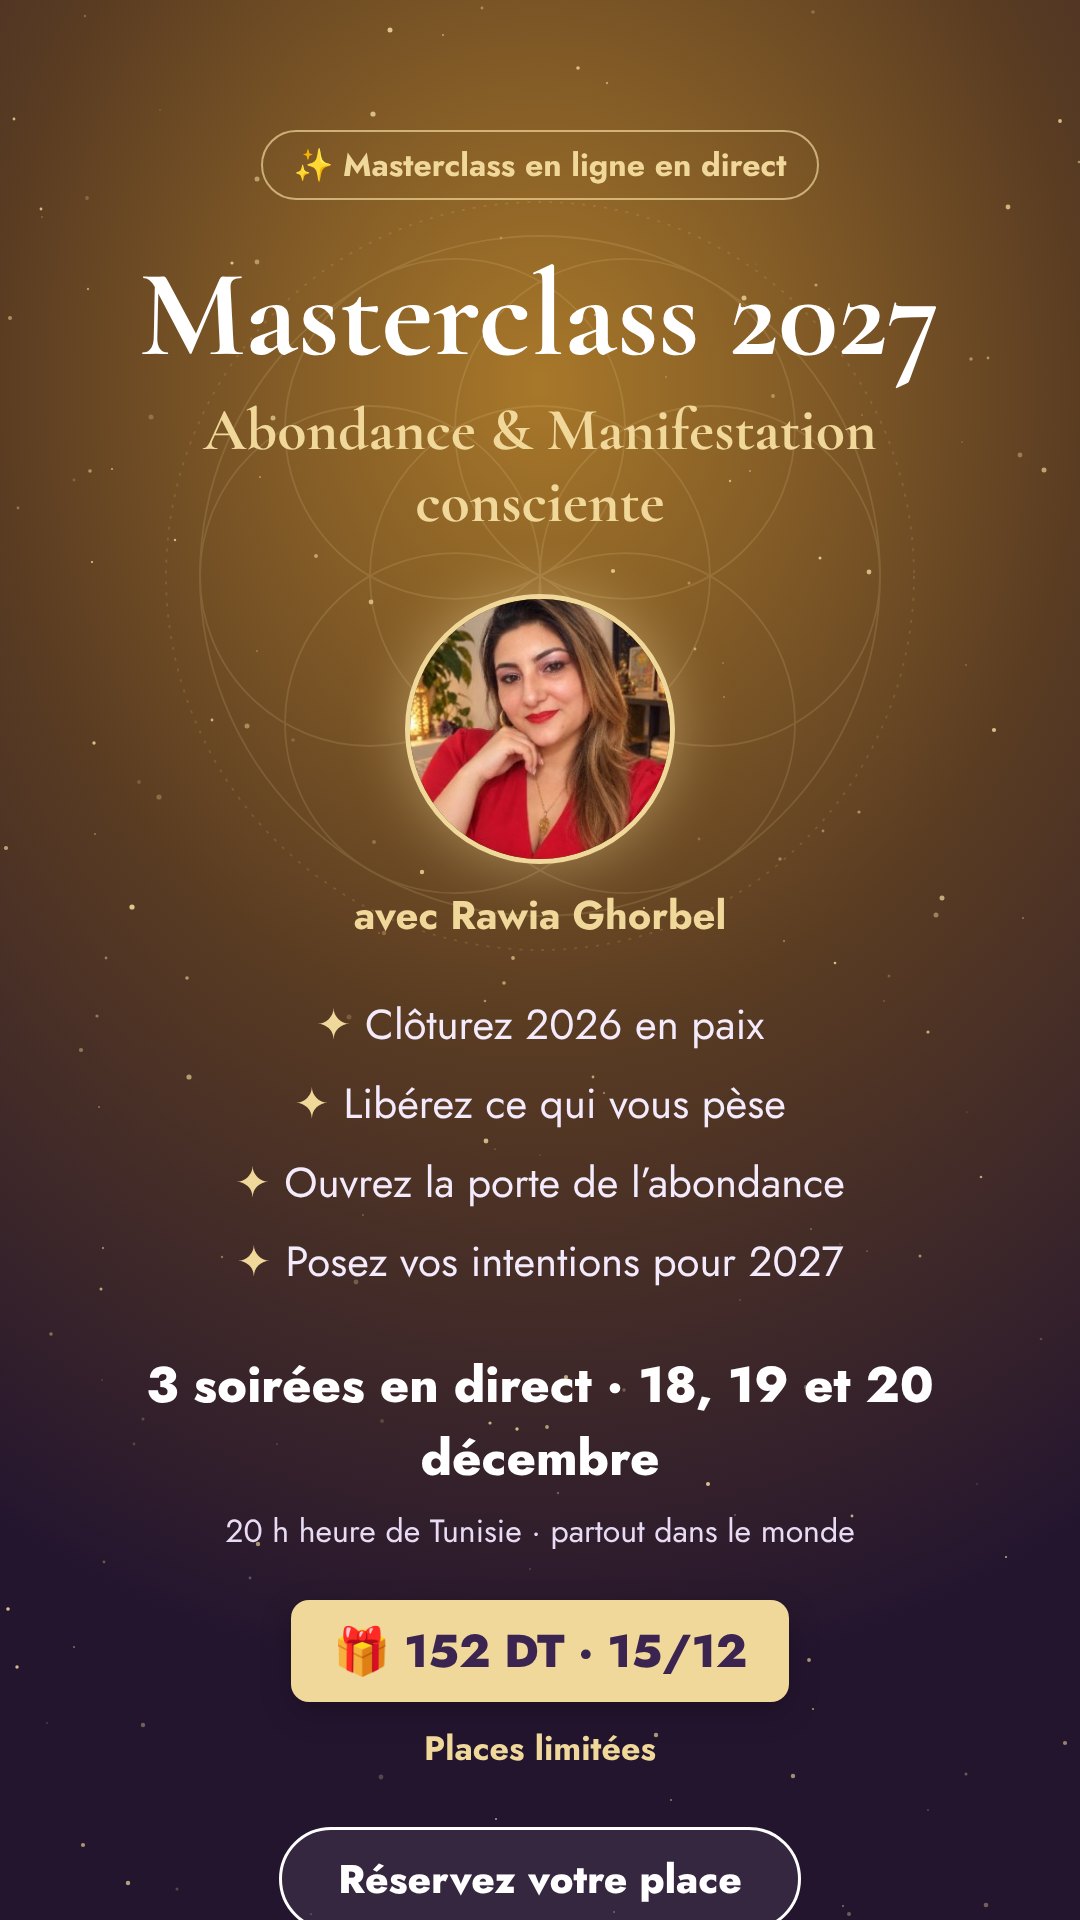 ✨ Masterclass en ligne en direct
Masterclass 2027
Abondance & Manifestation
consciente
avec Rawia Ghorbel
✦ Clôturez 2026 en paix
✦ Libérez ce qui vous pèse
✦ Ouvrez la porte de l’abondance
✦ Posez vos intentions pour 2027
3 soirées en direct · 18, 19 et 20
décembre
20 h heure de Tunisie · partout dans le monde
🎁 152 DT · 15/12
Places limitées
Réservez votre place